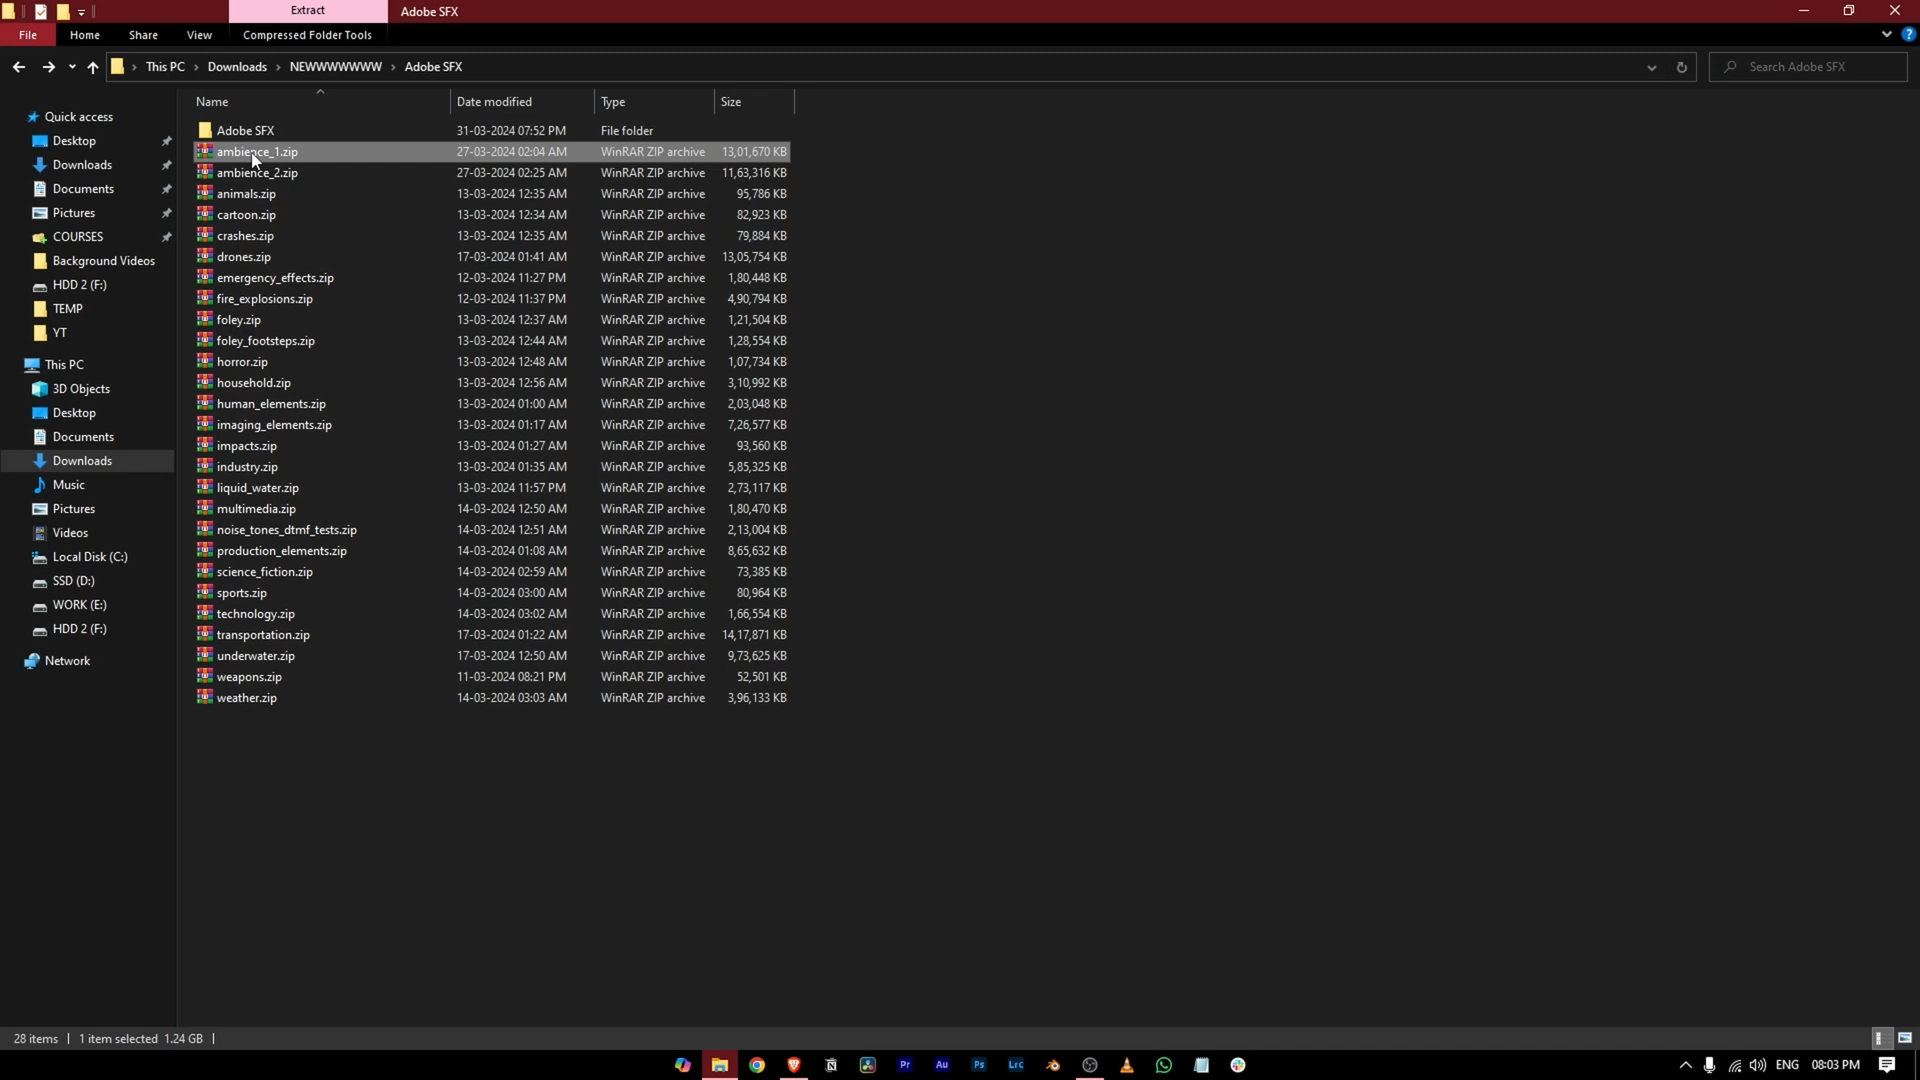 Extract
Adobe SFX
File
Home
Share
View
Compressed Folder Tools
This PC
Downloads
NEWWWWWWW
Adobe SFX
Search Adobe SFX
Name
Date modified
Type
Size
Adobe SFX 31-03-2024 07:52 PM File folder
ambience_1.zip 27-03-2024 02:04 AM WinRAR ZIP archive 13,01,670 KB
ambience_2.zip 27-03-2024 02:25 AM WinRAR ZIP archive 11,63,316 KB
animals.zip 13-03-2024 12:35 AM WinRAR ZIP archive 95,786 KB
cartoon.zip 13-03-2024 12:34 AM WinRAR ZIP archive 82,923 KB
crashes.zip 13-03-2024 12:35 AM WinRAR ZIP archive 79,884 KB
drones.zip 17-03-2024 01:41 AM WinRAR ZIP archive 13,05,754 KB
emergency_effects.zip 12-03-2024 11:27 PM WinRAR ZIP archive 1,80,448 KB
fire_explosions.zip 12-03-2024 11:37 PM WinRAR ZIP archive 4,90,794 KB
foley.zip 13-03-2024 12:37 AM WinRAR ZIP archive 1,21,504 KB
foley_footsteps.zip 13-03-2024 12:44 AM WinRAR ZIP archive 1,28,554 KB
horror.zip 13-03-2024 12:48 AM WinRAR ZIP archive 1,07,734 KB
household.zip 13-03-2024 12:56 AM WinRAR ZIP archive 3,10,992 KB
human_elements.zip 13-03-2024 01:00 AM WinRAR ZIP archive 2,03,048 KB
imaging_elements.zip 13-03-2024 01:17 AM WinRAR ZIP archive 7,26,577 KB
impacts.zip 13-03-2024 01:27 AM WinRAR ZIP archive 93,560 KB
industry.zip 13-03-2024 01:35 AM WinRAR ZIP archive 5,85,325 KB
liquid_water.zip 13-03-2024 11:57 PM WinRAR ZIP archive 2,73,117 KB
multimedia.zip 14-03-2024 12:50 AM WinRAR ZIP archive 1,80,470 KB
noise_tones_dtmf_tests.zip 14-03-2024 12:51 AM WinRAR ZIP archive 2,13,004 KB
production_elements.zip 14-03-2024 01:08 AM WinRAR ZIP archive 8,65,632 KB
science_fiction.zip 14-03-2024 02:59 AM WinRAR ZIP archive 73,385 KB
sports.zip 14-03-2024 03:00 AM WinRAR ZIP archive 80,964 KB
technology.zip 14-03-2024 03:02 AM WinRAR ZIP archive 1,66,554 KB
transportation.zip 17-03-2024 01:22 AM WinRAR ZIP archive 14,17,871 KB
underwater.zip 17-03-2024 12:50 AM WinRAR ZIP archive 9,73,625 KB
weapons.zip 11-03-2024 08:21 PM WinRAR ZIP archive 52,501 KB
weather.zip 14-03-2024 03:03 AM WinRAR ZIP archive 3,96,133 KB
Quick access
Desktop
Downloads
Documents
Pictures
COURSES
Background Videos
HDD 2 (F:)
TEMP
YT
This PC
3D Objects
Desktop
Documents
Downloads
Music
Pictures
Videos
Local Disk (C:)
SSD (D:)
WORK (E:)
HDD 2 (F:)
Network
28 items
1 item selected 1.24 GB
Pr
Au
Ps
Lrc
ENG
08:03 PM